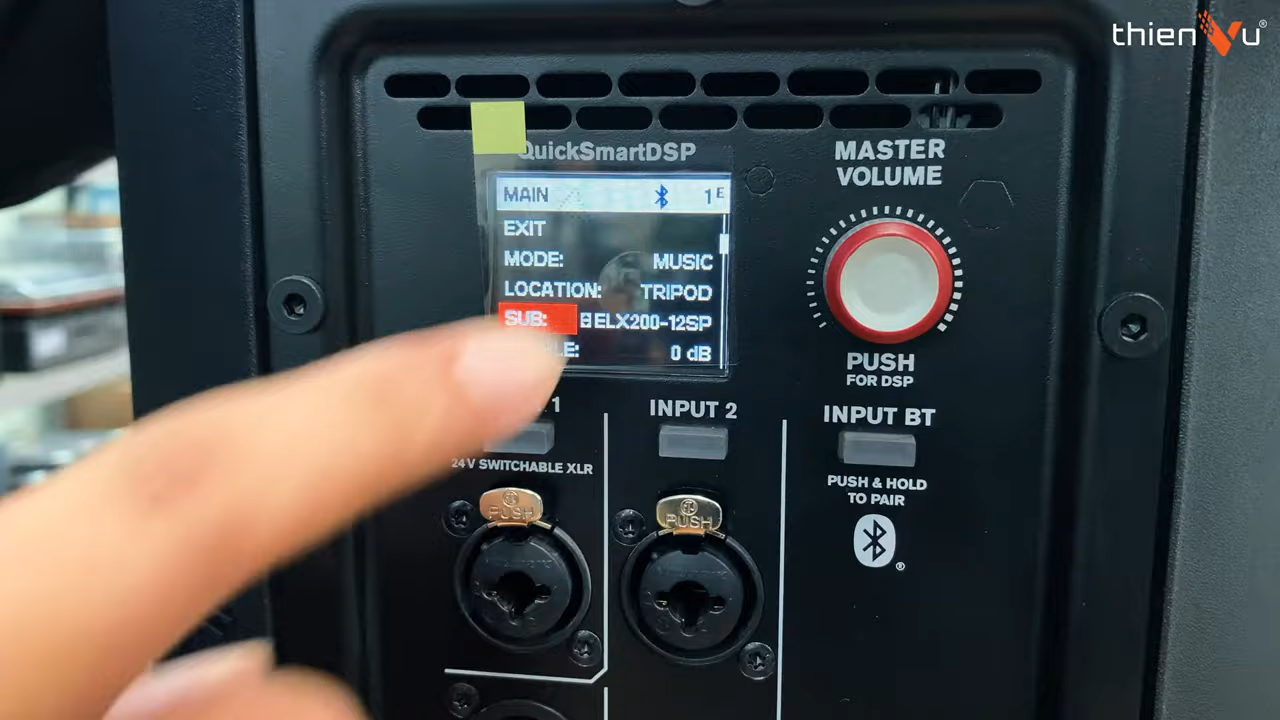 thienVu®
QuickSmartDSP
MAIN 1E
EXIT
MODE: MUSIC
LOCATION: TRIPOD
SUB: ELX200-12SP
0 dB
MASTER
VOLUME
PUSH
FOR DSP
1
INPUT 2
INPUT BT
24V SWITCHABLE XLR
PUSH & HOLD
TO PAIR
PUSH
PUSH
®